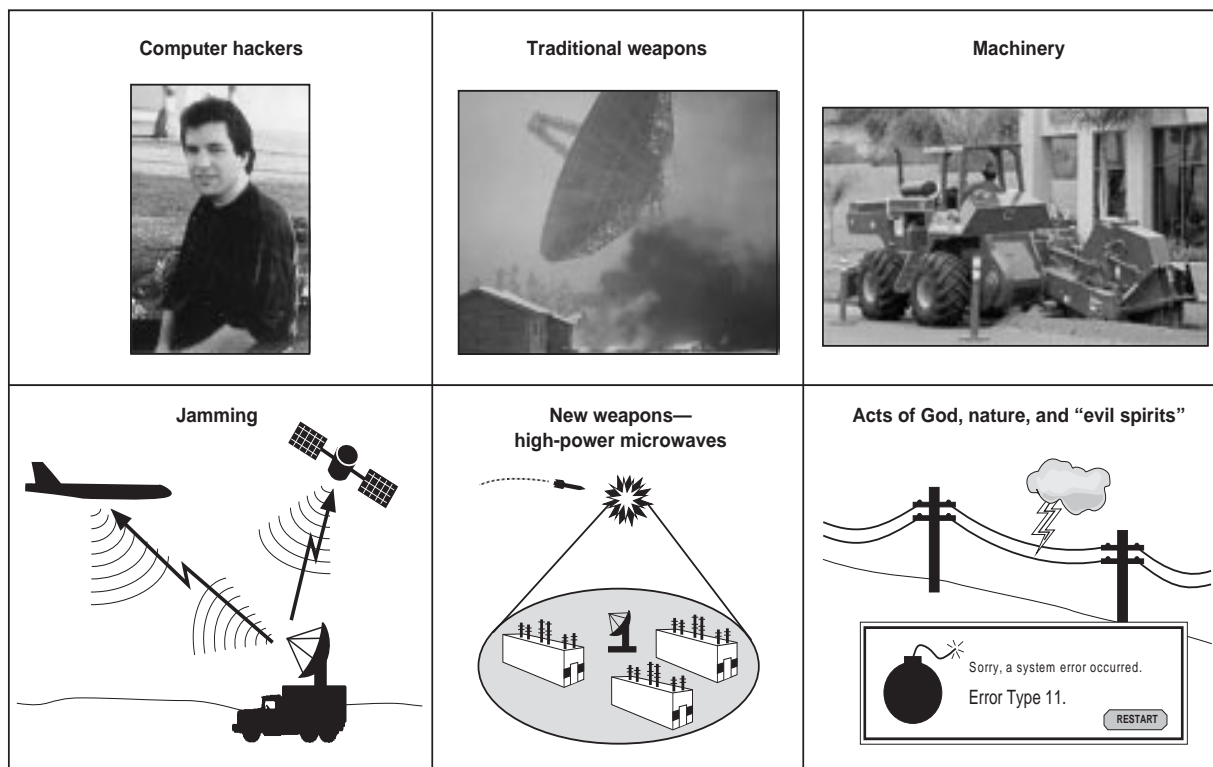 Computer hackers
Traditional weapons
Machinery
Jamming
New weapons—
high-power microwaves
Acts of God, nature, and “evil spirits”
Sorry, a system error occurred.
Error Type 11.
RESTART